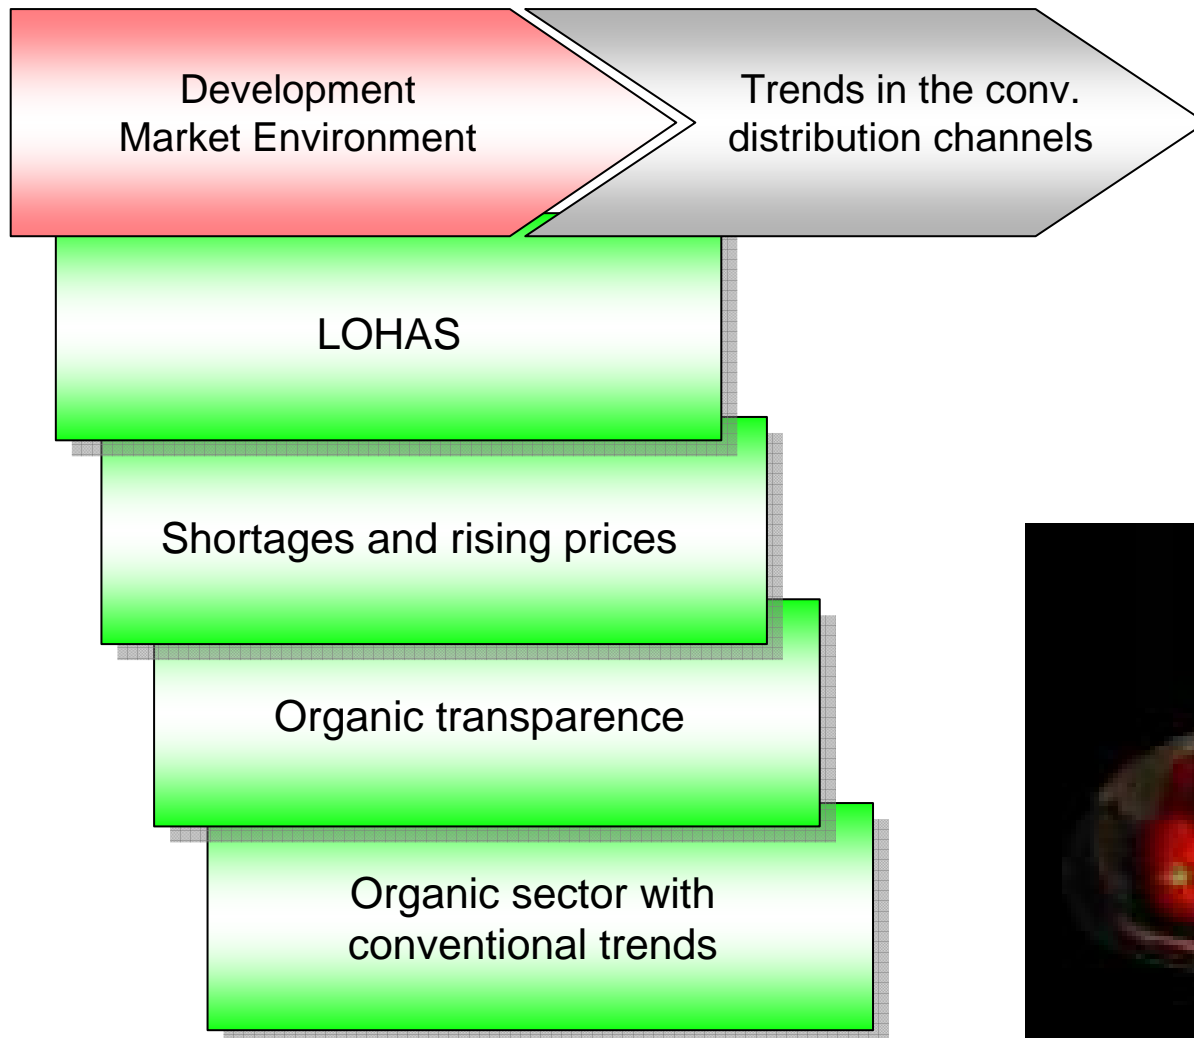 Development
Market Environment
Trends in the conv.
distribution channels
LOHAS
Shortages and rising prices
Organic transparence
Organic sector with
conventional trends